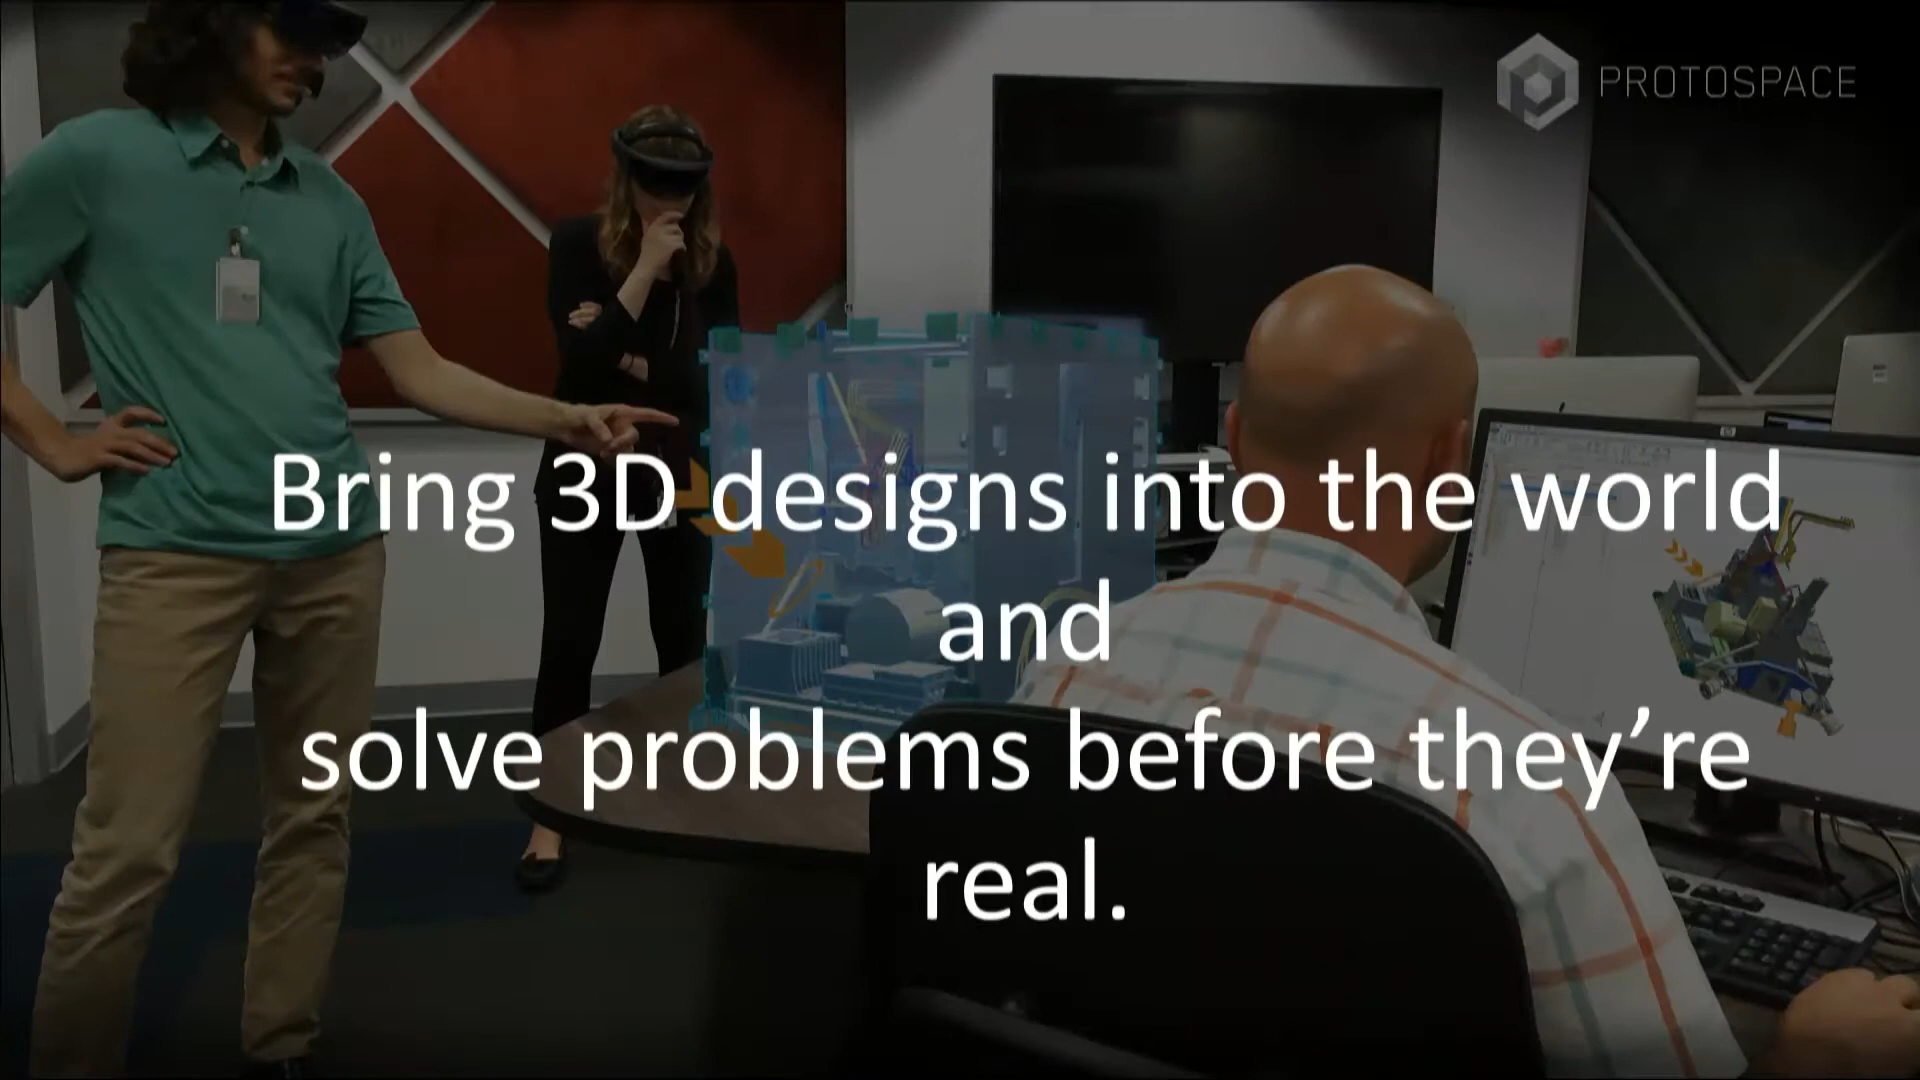 PROTOSPACE
Bring 3D designs into the world
and
solve problems before they’re
real.